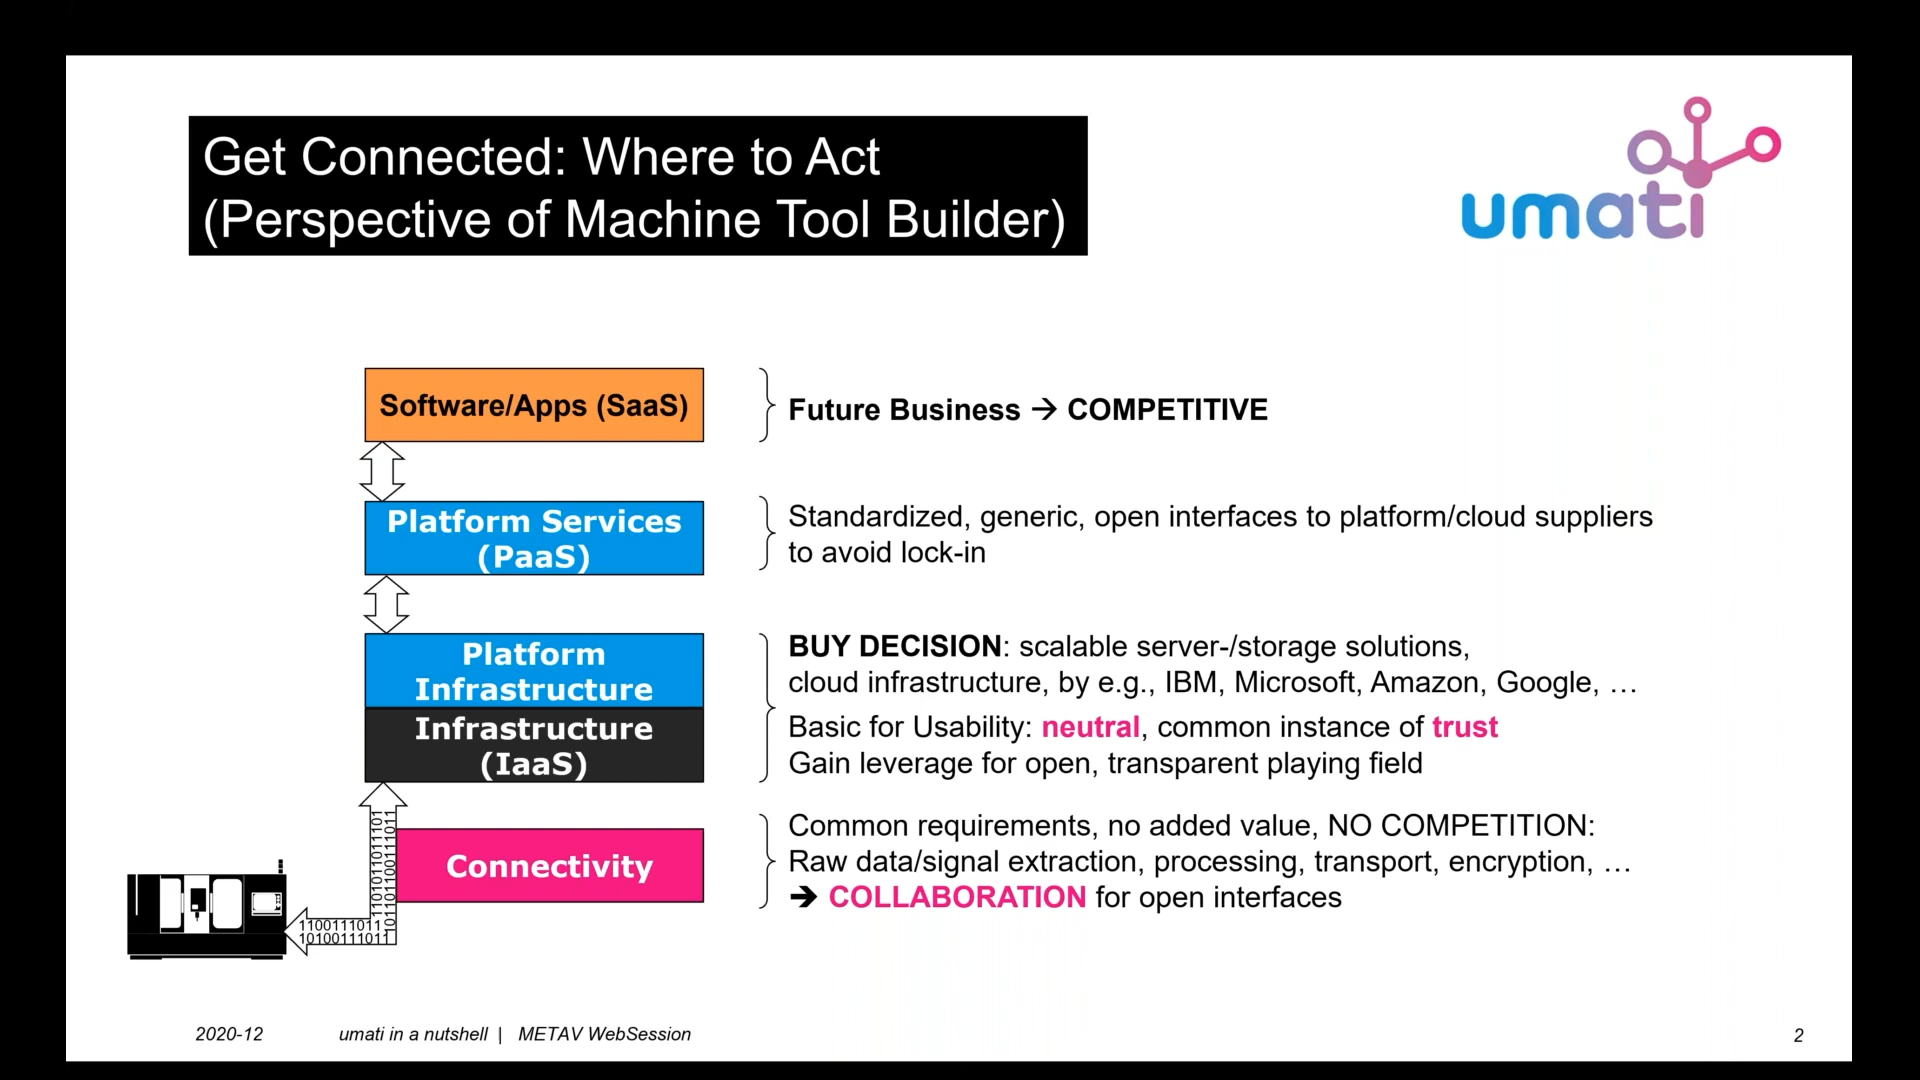 Get Connected: Where to Act
(Perspective of Machine Tool Builder)
umati
Software/Apps (SaaS)
Future Business → COMPETITIVE
Platform Services
(PaaS)
Standardized, generic, open interfaces to platform/cloud suppliers
to avoid lock-in
Platform
Infrastructure
Infrastructure
(IaaS)
BUY DECISION: scalable server-/storage solutions,
cloud infrastructure, by e.g., IBM, Microsoft, Amazon, Google, …
Basic for Usability: neutral, common instance of trust
Gain leverage for open, transparent playing field
Connectivity
Common requirements, no added value, NO COMPETITION:
Raw data/signal extraction, processing, transport, encryption, …
➔ COLLABORATION for open interfaces
1100111011
10100111011
2020-12 umati in a nutshell | METAV WebSession 2